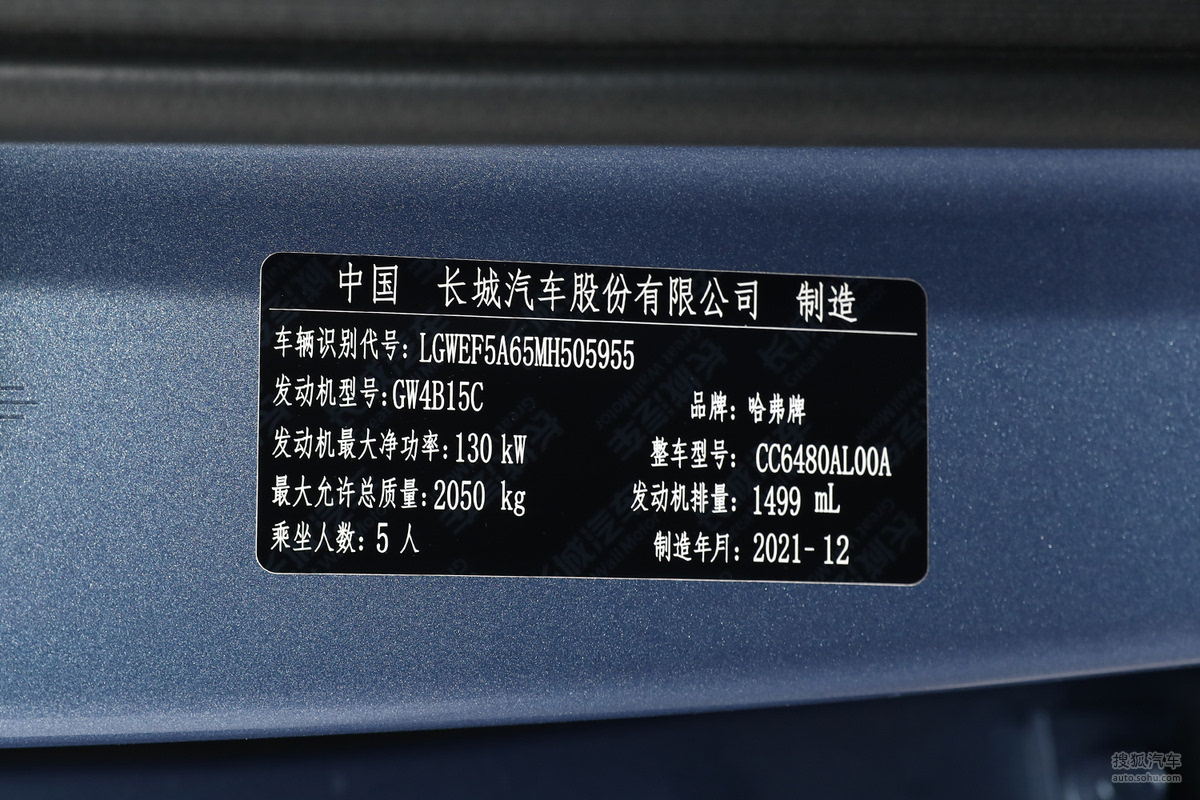 中国 长城汽车股份有限公司 制造
车辆识别代号: LGWEF5A65MH505955
发动机型号: GW4B15C
品牌: 哈弗牌
发动机最大净功率: 130 kW
整车型号: CC6480AL00A
最大允许总质量: 2050 kg
发动机排量: 1499 mL
乘坐人数: 5 人
制造年月: 2021-12
搜狐汽车
auto.sohu.com